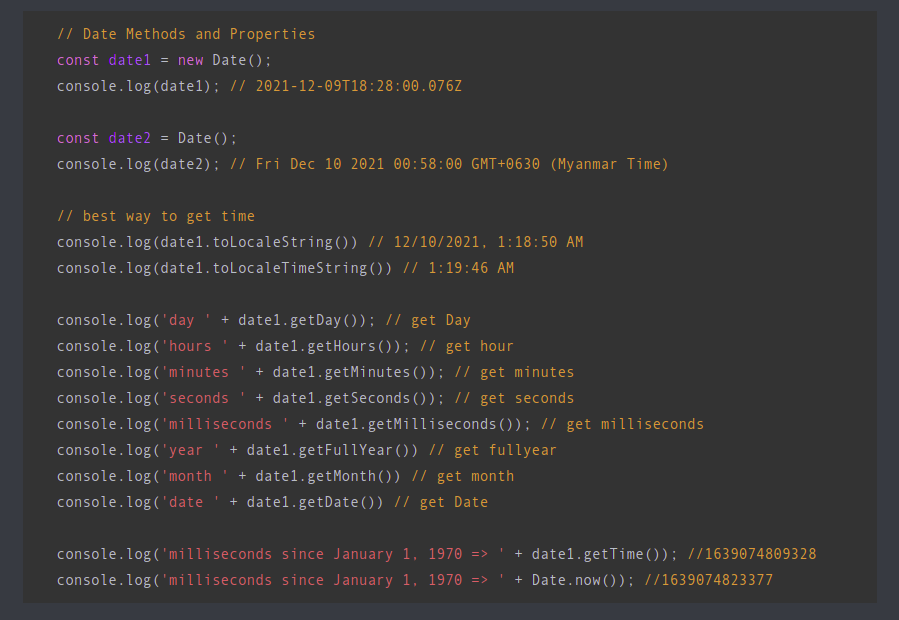 // Date Methods and Properties
const date1 = new Date();
console.log(date1); // 2021-12-09T18:28:00.076Z
const date2 = Date();
console.log(date2); // Fri Dec 10 2021 00:58:00 GMT+0630 (Myanmar Time)
// best way to get time
console.log(date1.toLocaleString()) // 12/10/2021, 1:18:50 AM
console.log(date1.toLocaleTimeString()) // 1:19:46 AM
console.log('day ' + date1.getDay()); // get Day
console.log('hours ' + date1.getHours()); // get hour
console.log('minutes ' + date1.getMinutes()); // get minutes
console.log('seconds ' + date1.getSeconds()); // get seconds
console.log('milliseconds ' + date1.getMilliseconds()); // get milliseconds
console.log('year ' + date1.getFullYear()) // get fullyear
console.log('month ' + date1.getMonth()) // get month
console.log('date ' + date1.getDate()) // get Date
console.log('milliseconds since January 1, 1970 => ' + date1.getTime()); //1639074809328
console.log('milliseconds since January 1, 1970 => ' + Date.now()); //1639074823377